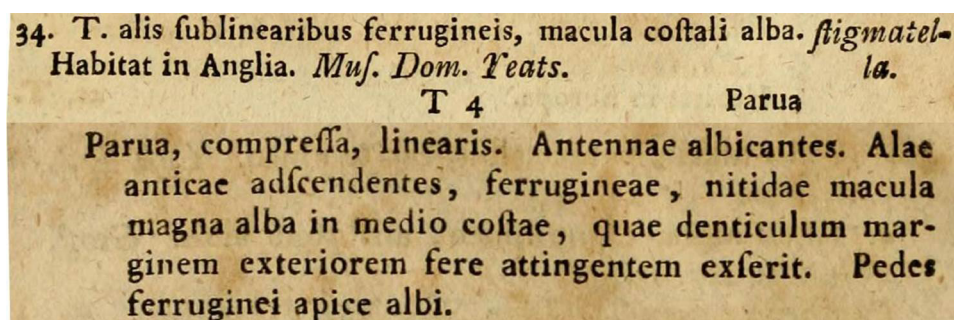 34. T. alis ſublinearibus ferrugineis, macula coſtali alba. ſtigmatel-
Habitat in Anglia. Muſ. Dom. Yeats. la.
T 4 Parua
Parua, compreſſa, linearis. Antennae albicantes. Alae
anticae adſcendentes, ferrugineae, nitidae macula
magna alba in medio coſtae, quae denticulum mar-
ginem exteriorem fere attingentem exſerit. Pedes
ferruginei apice albi.